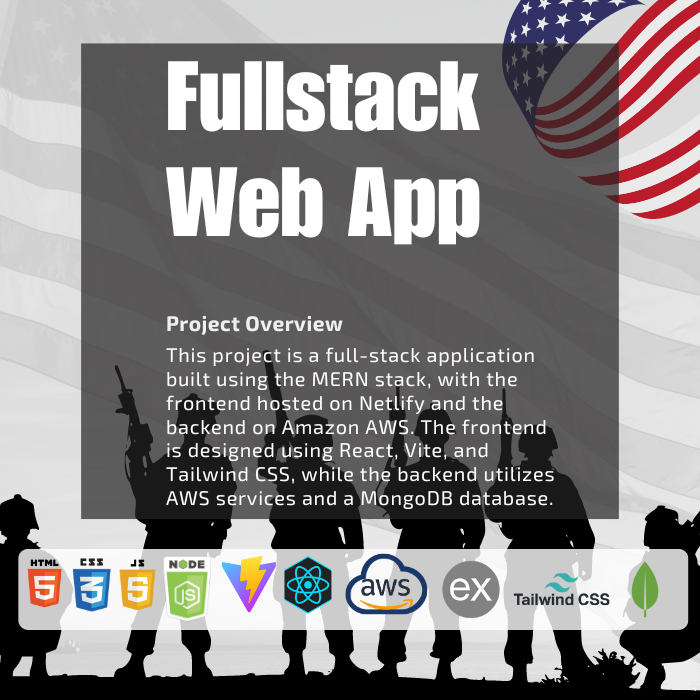 Fullstack
Web App
Project Overview
This project is a full-stack application
built using the MERN stack, with the
frontend hosted on Netlify and the
backend on Amazon AWS. The frontend
is designed using React, Vite, and
Tailwind CSS, while the backend utilizes
AWS services and a MongoDB database.
HTML 5 CSS 3 JS 5 NODE JS aws ex Tailwind CSS